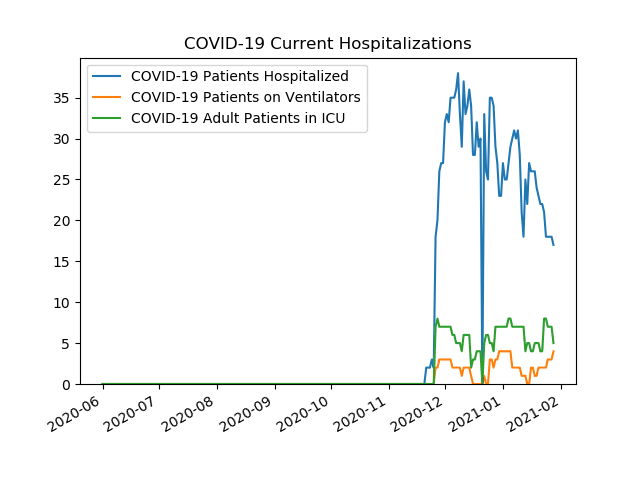 COVID-19 Current Hospitalizations
COVID-19 Patients Hospitalized
COVID-19 Patients on Ventilators
COVID-19 Adult Patients in ICU
35
30
25
20
15
10
5
0
2020-06 2020-07 2020-08 2020-09 2020-10 2020-11 2020-12 2021-01 2021-02